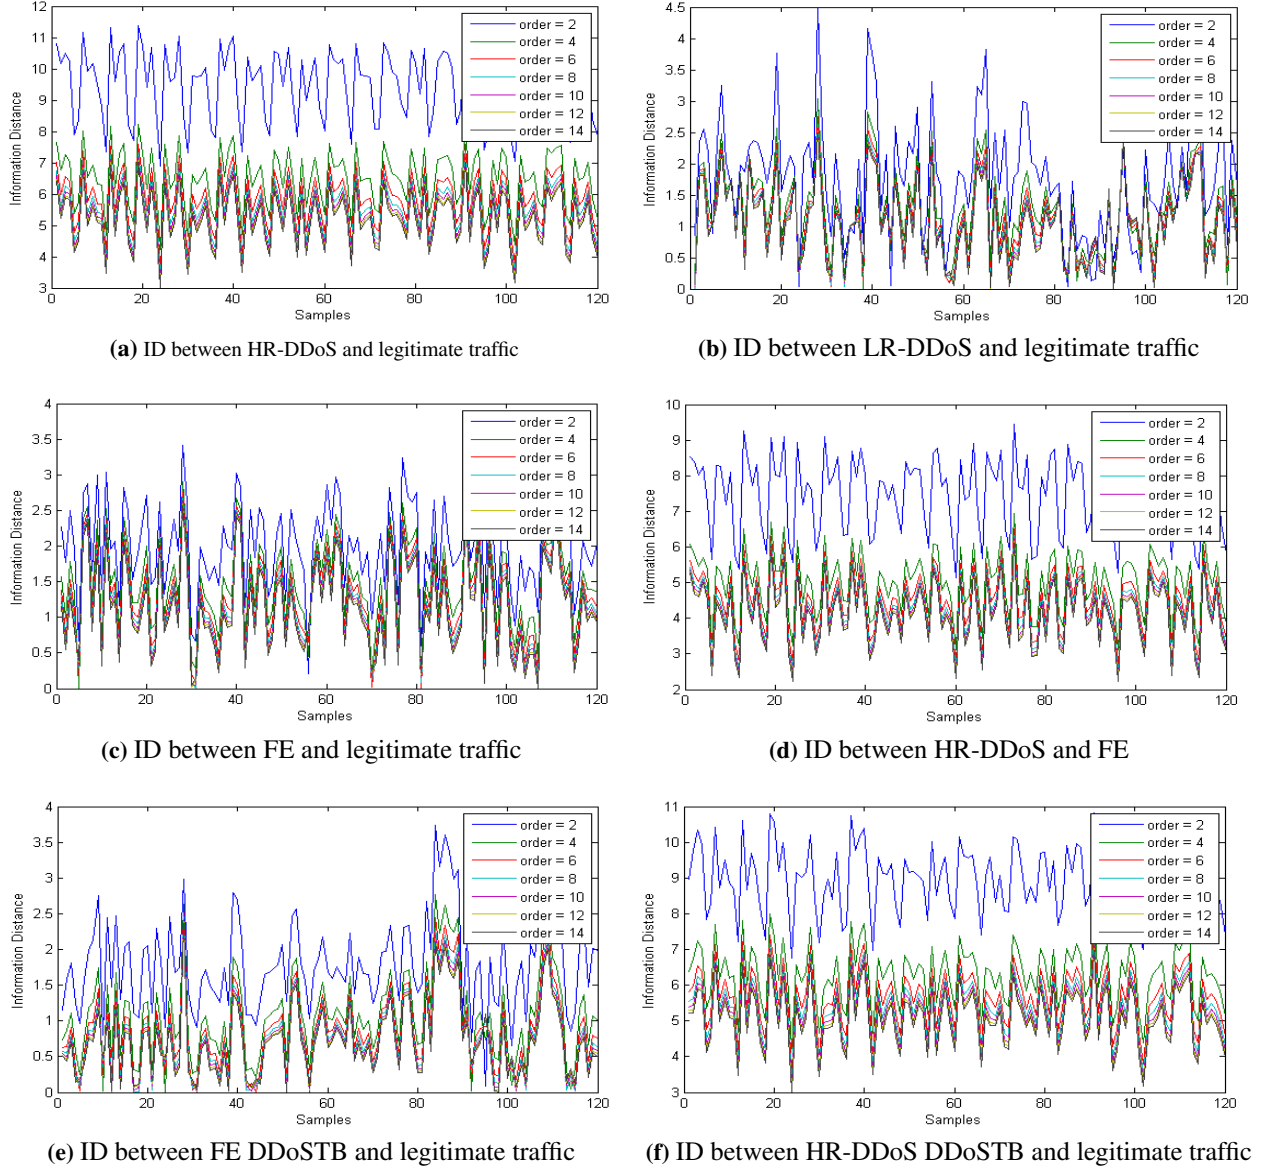 12
11
10
9
8
7
6
5
4
3
0
20
40
60
80
100
120
Information Distance
Samples
order = 2
order = 4
order = 6
order = 8
order = 10
order = 12
order = 14
(a) ID between HR-DDoS and legitimate traffic
4.5
4
3.5
3
2.5
2
1.5
1
0.5
0
0
20
40
60
80
100
120
Information Distance
Samples
order = 2
order = 4
order = 6
order = 8
order = 10
order = 12
order = 14
(b) ID between LR-DDoS and legitimate traffic
4
3.5
3
2.5
2
1.5
1
0.5
0
0
20
40
60
80
100
120
Information Distance
Samples
order = 2
order = 4
order = 6
order = 8
order = 10
order = 12
order = 14
(c) ID between FE and legitimate traffic
10
9
8
7
6
5
4
3
2
0
20
40
60
80
100
120
Information Distance
Samples
order = 2
order = 4
order = 6
order = 8
order = 10
order = 12
order = 14
(d) ID between HR-DDoS and FE
4
3.5
3
2.5
2
1.5
1
0.5
0
0
20
40
60
80
100
120
Information Distance
Samples
order = 2
order = 4
order = 6
order = 8
order = 10
order = 12
order = 14
(e) ID between FE DDoSTB and legitimate traffic
11
10
9
8
7
6
5
4
3
0
20
40
60
80
100
120
Information Distance
Samples
order = 2
order = 4
order = 6
order = 8
order = 10
order = 12
order = 14
(f) ID between HR-DDoS DDoSTB and legitimate traffic